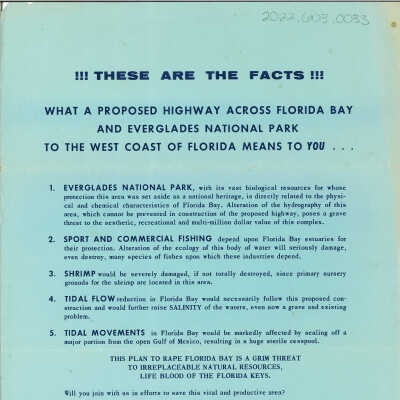 2022.603.0033
!!! THESE ARE THE FACTS !!!
WHAT A PROPOSED HIGHWAY ACROSS FLORIDA BAY
AND EVERGLADES NATIONAL PARK
TO THE WEST COAST OF FLORIDA MEANS TO YOU . . .
1. EVERGLADES NATIONAL PARK, with its vast biological resources for whose
protection this area was set aside as a national heritage, is directly related to the physi-
cal and chemical characteristics of Florida Bay. Alteration of the hydrography of this
area, which cannot be prevented in construction of the proposed highway, poses a grave
threat to the aesthetic, recreational and multi-million dollar value of this complex.
2. SPORT AND COMMERCIAL FISHING depend upon Florida Bay estuaries for
their protection. Alteration of the ecology of this body of water will seriously damage,
even destroy, many species of fishes upon which these industries depend.
3. SHRIMP would be severely damaged, if not totally destroyed, since primary nursery
grounds for the shrimp are located in this area.
4. TIDAL FLOW reduction in Florida Bay would necessarily follow this proposed con-
struction and would further raise SALINITY of the waters, even now a grave and existing
problem.
5. TIDAL MOVEMENTS in Florida Bay would be markedly affected by sealing off a
major portion from the open Gulf of Mexico, resulting in a huge sterile cesspool.
THIS PLAN TO RAPE FLORIDA BAY IS A GRIM THREAT
TO IRREPLACEABLE NATURAL RESOURCES,
LIFE BLOOD OF THE FLORIDA KEYS.
Will you join with us in efforts to save this vital and productive area?